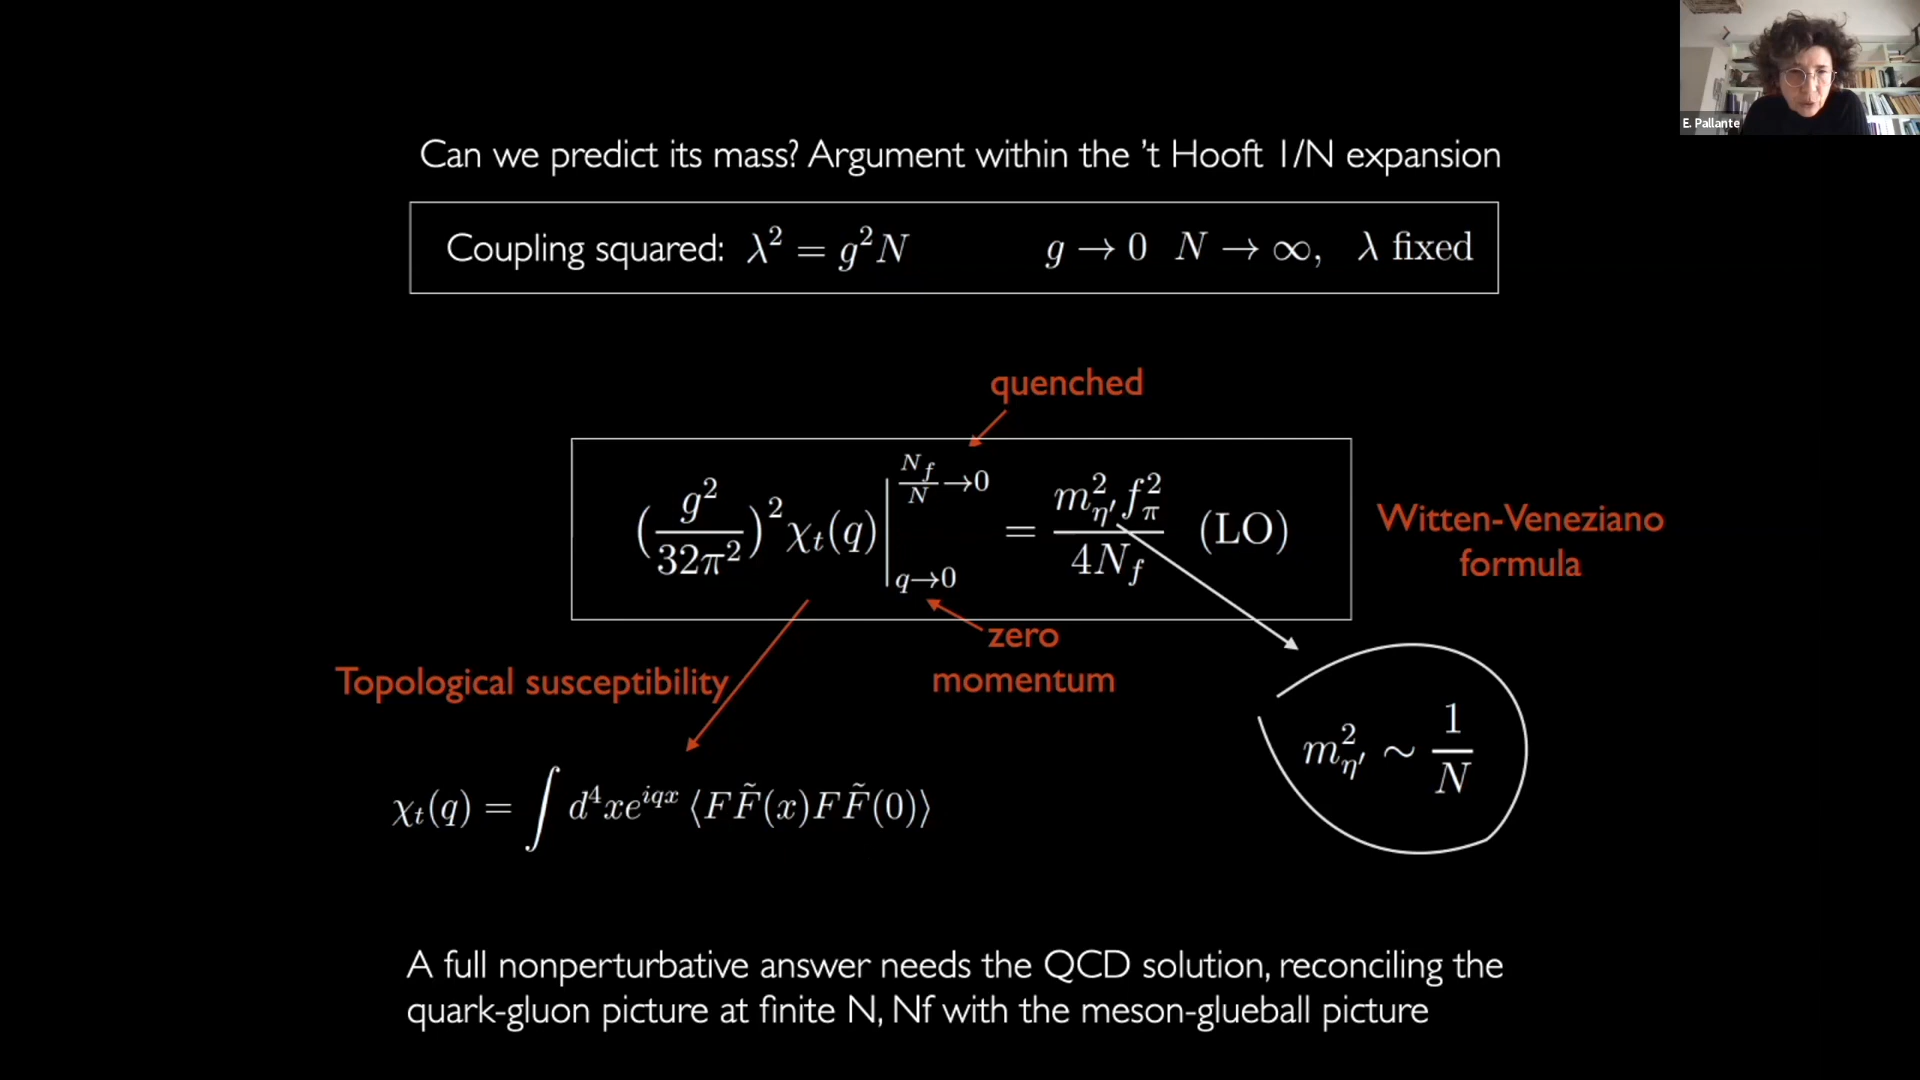 E. Pallante
Can we predict its mass? Argument within the ’t Hooft 1/N expansion
Coupling squared: λ² = g²N    g → 0  N → ∞,  λ fixed
quenched
(g²/32π²)² χₜ(q) |_{q→0}^{N_f/N→0} = m²_{η′} f²_π / 4N_f  (LO)
Witten-Veneziano
formula
zero
momentum
Topological susceptibility
m²_{η′} ~ 1/N
χₜ(q) = ∫ d⁴x e^{iqx} ⟨FF̃(x)FF̃(0)⟩
A full nonperturbative answer needs the QCD solution, reconciling the
quark-gluon picture at finite N, Nf with the meson-glueball picture